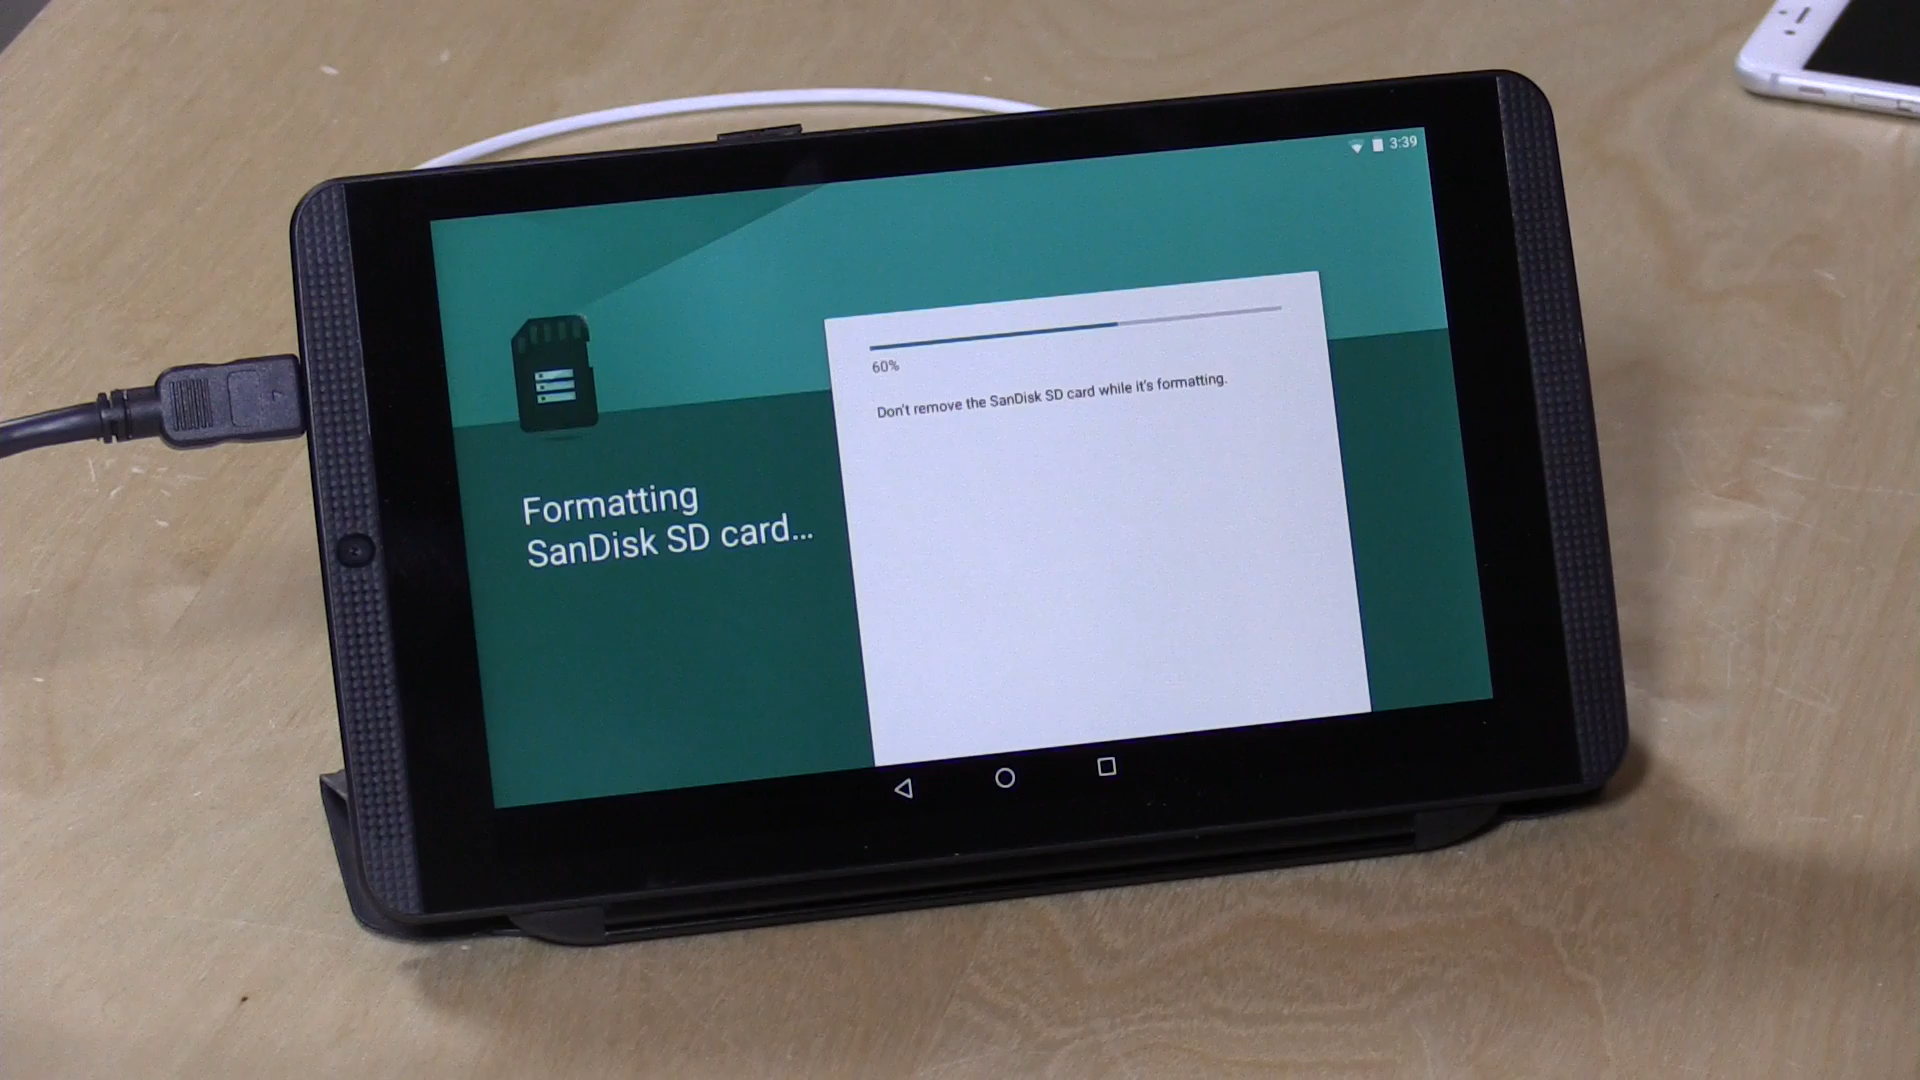 3:39
60%
Don't remove the SanDisk SD card while it's formatting.
Formatting
SanDisk SD card...